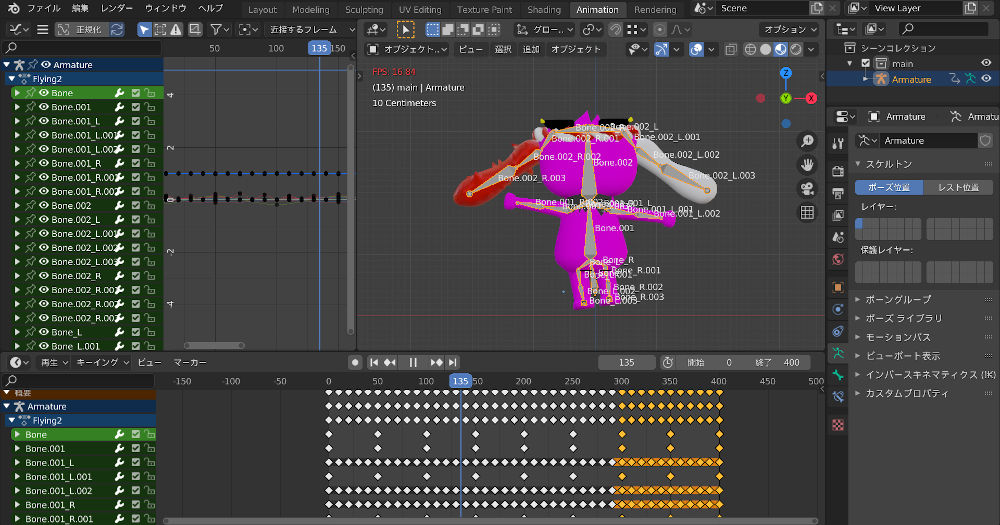 ファイル 編集 レンダー ウィンドウ ヘルプ Layout Modeling Sculpting UV Editing Texture Paint Shading Animation Rendering Scene View Layer
正規化 50 100 135 150 近接するフレーム
グロー... オプション
オブジェクト... ビュー 選択 追加 オブジェクト
シーンコレクション
main
Armature
Armature
Flying2
Bone
Bone.001
Bone.001_L
Bone.001_L.001
Bone.001_L.002
Bone.001_R
Bone.001_R.001
Bone.001_R.002
Bone.002
Bone.002_L
Bone.002_L.001
Bone.002_L.002
Bone.002_L.003
Bone.002_R
Bone.002_R.001
Bone.002_R.002
Bone.002_R.003
Bone_L
Bone_L.001
4
2
0
-2
-4
FPS: 16.84
(135) main | Armature
10 Centimeters
Z
Y
X
Bone.002_L
Bone.002_R.001
Bone.002_R.002
Bone.002
Bone.002_L.002
Bone.002_R.003
Bone.002_L.003
Bone.001_L.001
Bone.001_L.002
Bone.001
Bone_R
Bone_R.001
Bone_R.002
Bone_L.002
Bone_R.003
Bone_L.003
Armature
Armatu
Armature
スケルトン
ポーズ位置 レスト位置
レイヤー:
保護レイヤー:
ボーングループ
ポーズ ライブラリ
モーションパス
ビューポート表示
インバースキネマティクス (IK)
カスタムプロパティ
再生 キーイング ビュー マーカー 135 開始 0 終了 400
-150 -100 -50 0 50 100 135 150 200 250 300 350 400 450 500
概要
Armature
Flying2
Bone
Bone.001
Bone.001_L
Bone.001_L.001
Bone.001_L.002
Bone.001_R
Bone.001_R.001